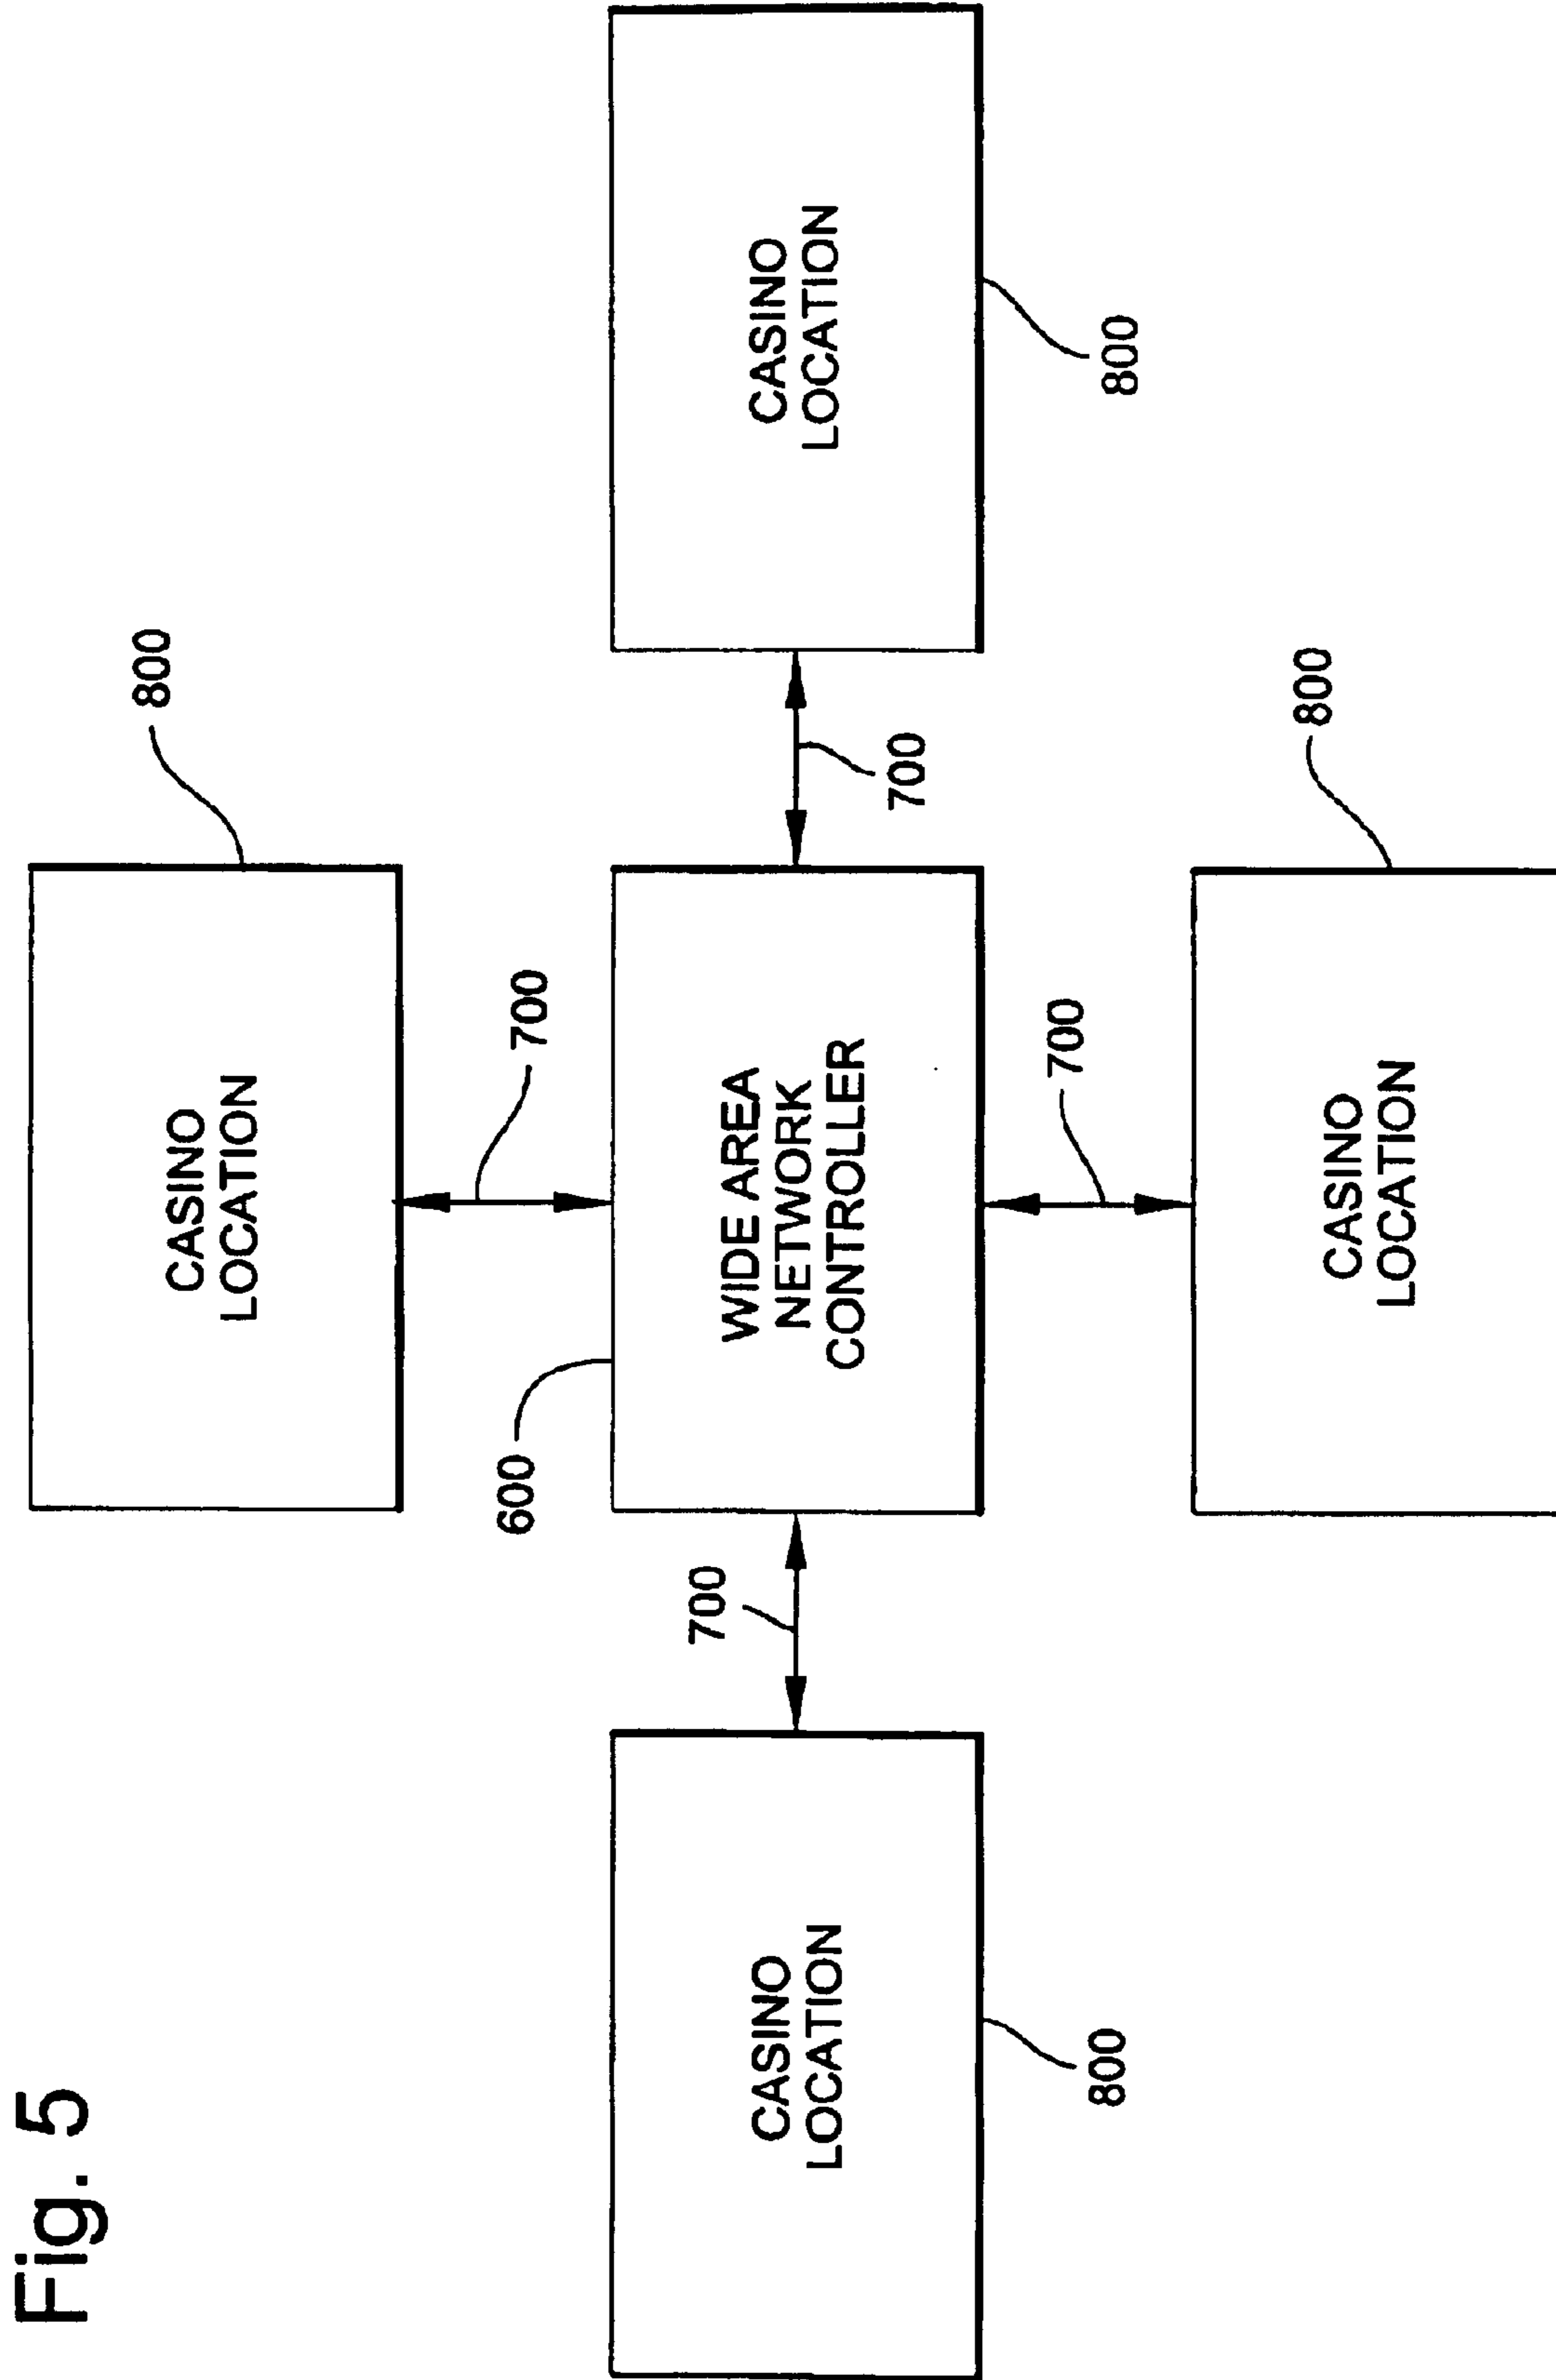 Fig. 5
800
CASINO
LOCATION
600
700
700
CASINO
LOCATION
WIDE AREA
NETWORK
CONTROLLER
CASINO
LOCATION
700
700
800
800
800
CASINO
LOCATION